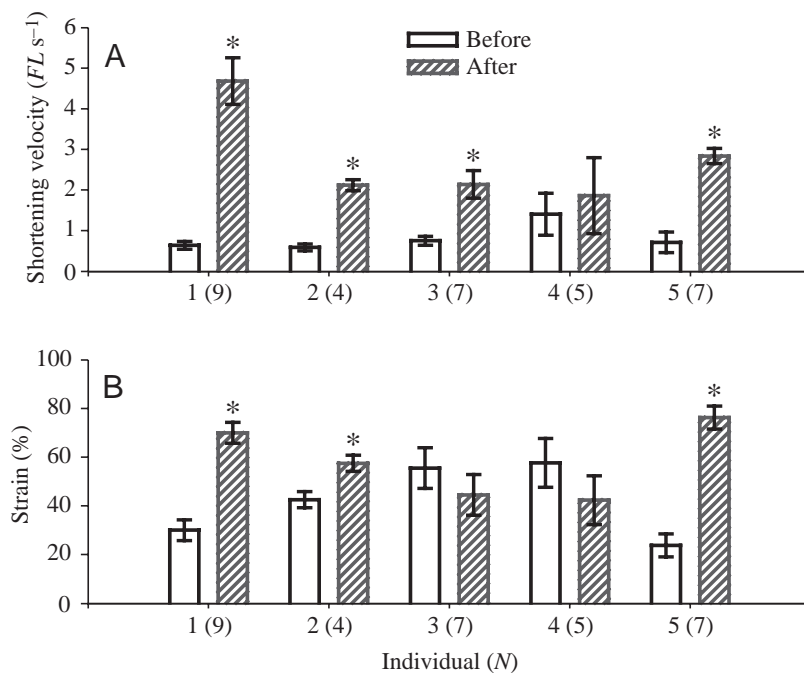 A
Before
After
Shortening velocity (FL s⁻¹)
6
5
4
3
2
1
0
* * * *
1 (9) 2 (4) 3 (7) 4 (5) 5 (7)
B
Strain (%)
100
80
60
40
20
0
* * *
1 (9) 2 (4) 3 (7) 4 (5) 5 (7)
Individual (N)